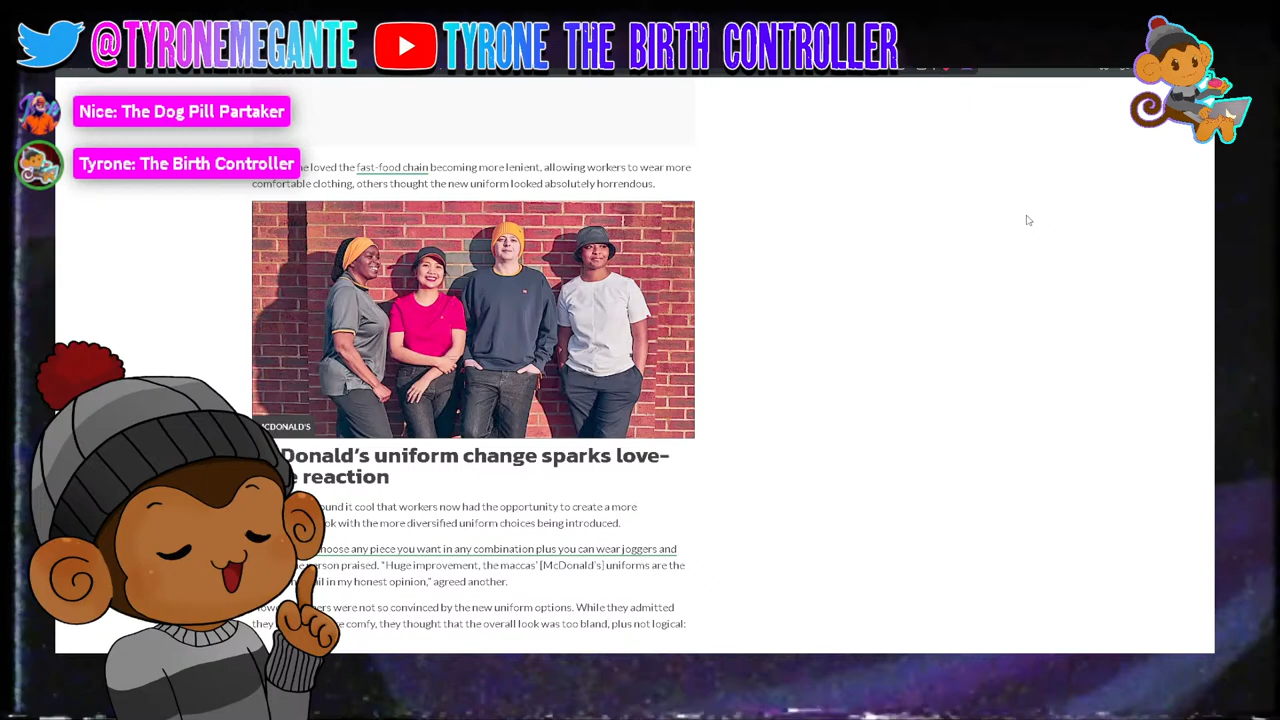 @TYRONEMEGANTE TYRONE THE BIRTH CONTROLLER
Nice: The Dog Pill Partaker
Tyrone: The Birth Controller
loved the fast-food chain becoming more lenient, allowing workers to wear more
comfortable clothing, others thought the new uniform looked absolutely horrendous.
MCDONALD'S
Donald's uniform change sparks love-
reaction
it cool that workers now had the opportunity to create a more
with the more diversified uniform choices being introduced.
choose any piece you want in any combination plus you can wear joggers and
person praised. "Huge improvement, the maccas' [McDonald's] uniforms are the
in my honest opinion," agreed another.
were not so convinced by the new uniform options. While they admitted
they comfy, they thought that the overall look was too bland, plus not logical: